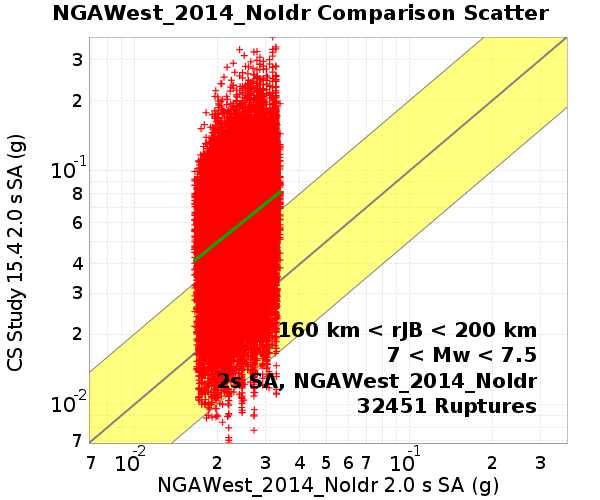 NGAWest_2014_NoIdr Comparison Scatter
CS Study 15.4 2.0 s SA (g)
3
2
10-1
8
6
4
3
2
10-2
7
160 km < rJB < 200 km
7 < Mw < 7.5
2s SA, NGAWest_2014_NoIdr
32451 Ruptures
7 10-2 2 3 4 5 6 7 10-1 2 3
NGAWest_2014_NoIdr 2.0 s SA (g)